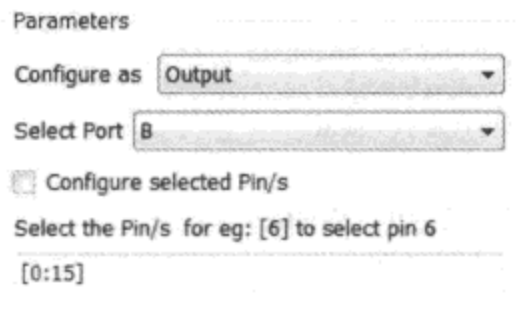 Parameters
Configure as Output
Select Port B
Configure selected Pin/s
Select the Pin/s for eg: [6] to select pin 6
[0:15]